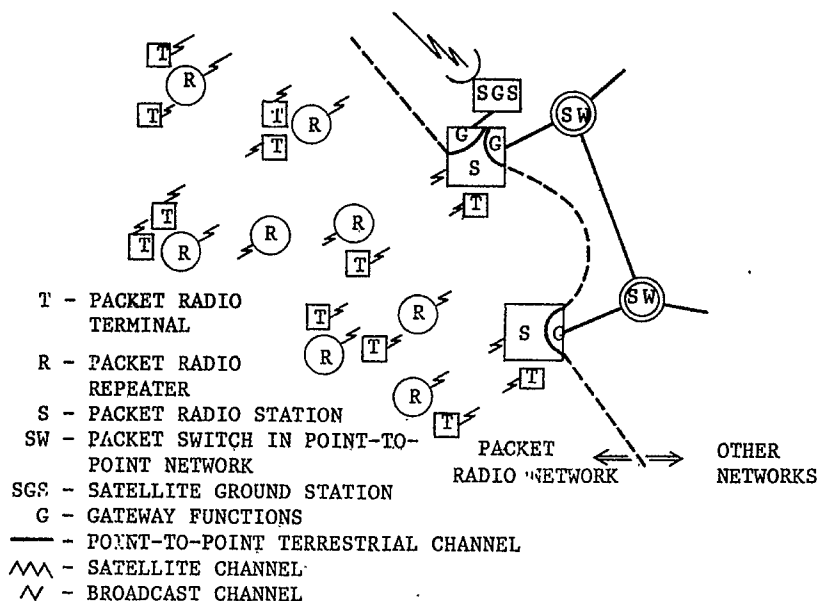 T
R
T
T
R
T
SGS
SW
G
G
S
T
T
T
R
R
R
T
SW
T
R
R
T
S
G
T
R
T
T - PACKET RADIO
TERMINAL
R - PACKET RADIO
REPEATER
S - PACKET RADIO STATION
SW - PACKET SWITCH IN POINT-TO-
POINT NETWORK
SGS - SATELLITE GROUND STATION
G - GATEWAY FUNCTIONS
- POINT-TO-POINT TERRESTRIAL CHANNEL
- SATELLITE CHANNEL
- BROADCAST CHANNEL
PACKET
RADIO NETWORK
OTHER
NETWORKS